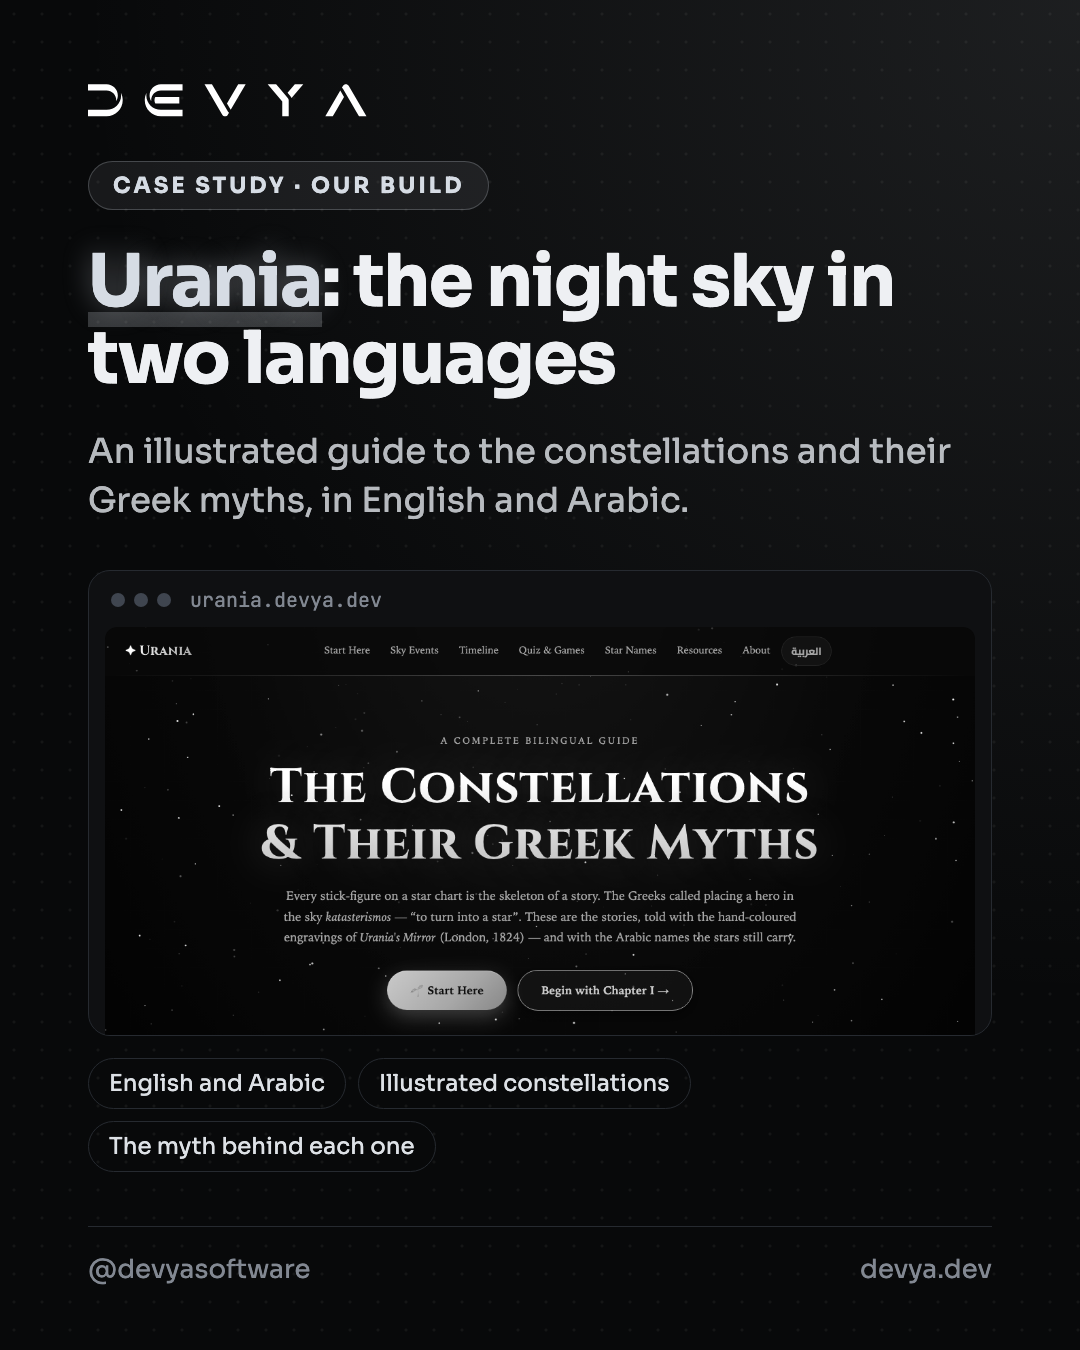 DEVYA
CASE STUDY · OUR BUILD
Urania: the night sky in
two languages
An illustrated guide to the constellations and their
Greek myths, in English and Arabic.
urania.devya.dev
✦ URANIA Start Here Sky Events Timeline Quiz & Games Star Names Resources About العربية
A COMPLETE BILINGUAL GUIDE
THE CONSTELLATIONS
& THEIR GREEK MYTHS
Every stick-figure on a star chart is the skeleton of a story. The Greeks called placing a hero in
the sky katasterismos — “to turn into a star”. These are the stories, told with the hand-coloured
engravings of Urania's Mirror (London, 1824) — and with the Arabic names the stars still carry.
Start Here Begin with Chapter I →
English and Arabic Illustrated constellations
The myth behind each one
@devyasoftware devya.dev